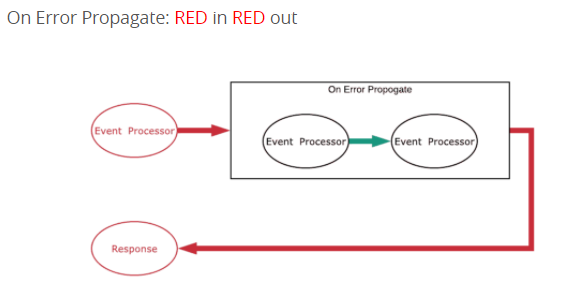 On Error Propagate: RED in RED out
On Error Propogate
Event Processor
Event Processor
Event Processor
Response